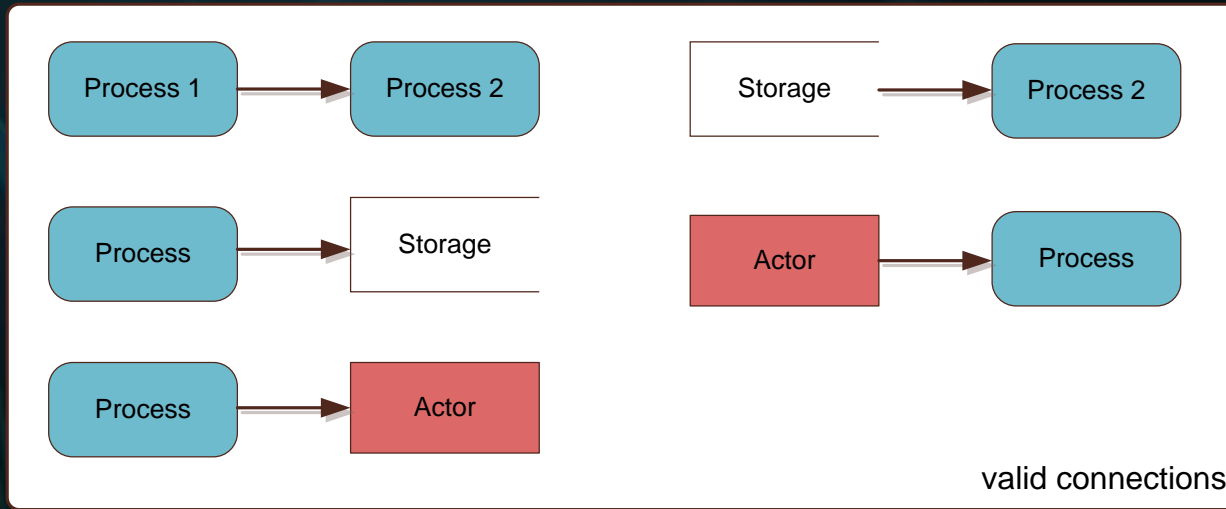 Process 1
Process 2
Storage
Process 2
Process
Storage
Actor
Process
Process
Actor
valid connections